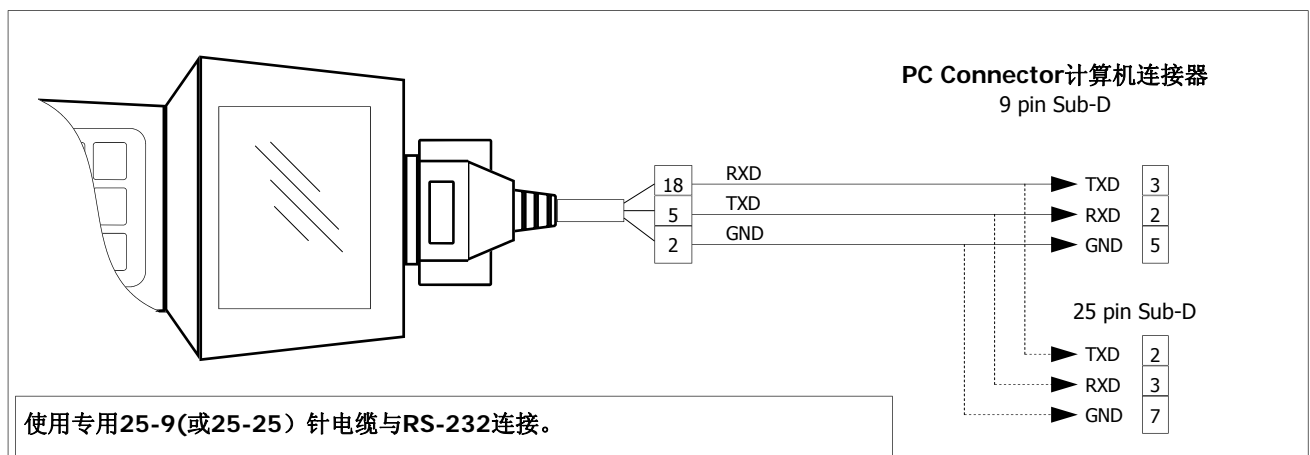 PC Connector计算机连接器
9 pin Sub-D
18 RXD TXD 3
5 TXD RXD 2
2 GND GND 5
25 pin Sub-D
TXD 2
RXD 3
GND 7
使用专用25-9(或25-25）针电缆与RS-232连接。